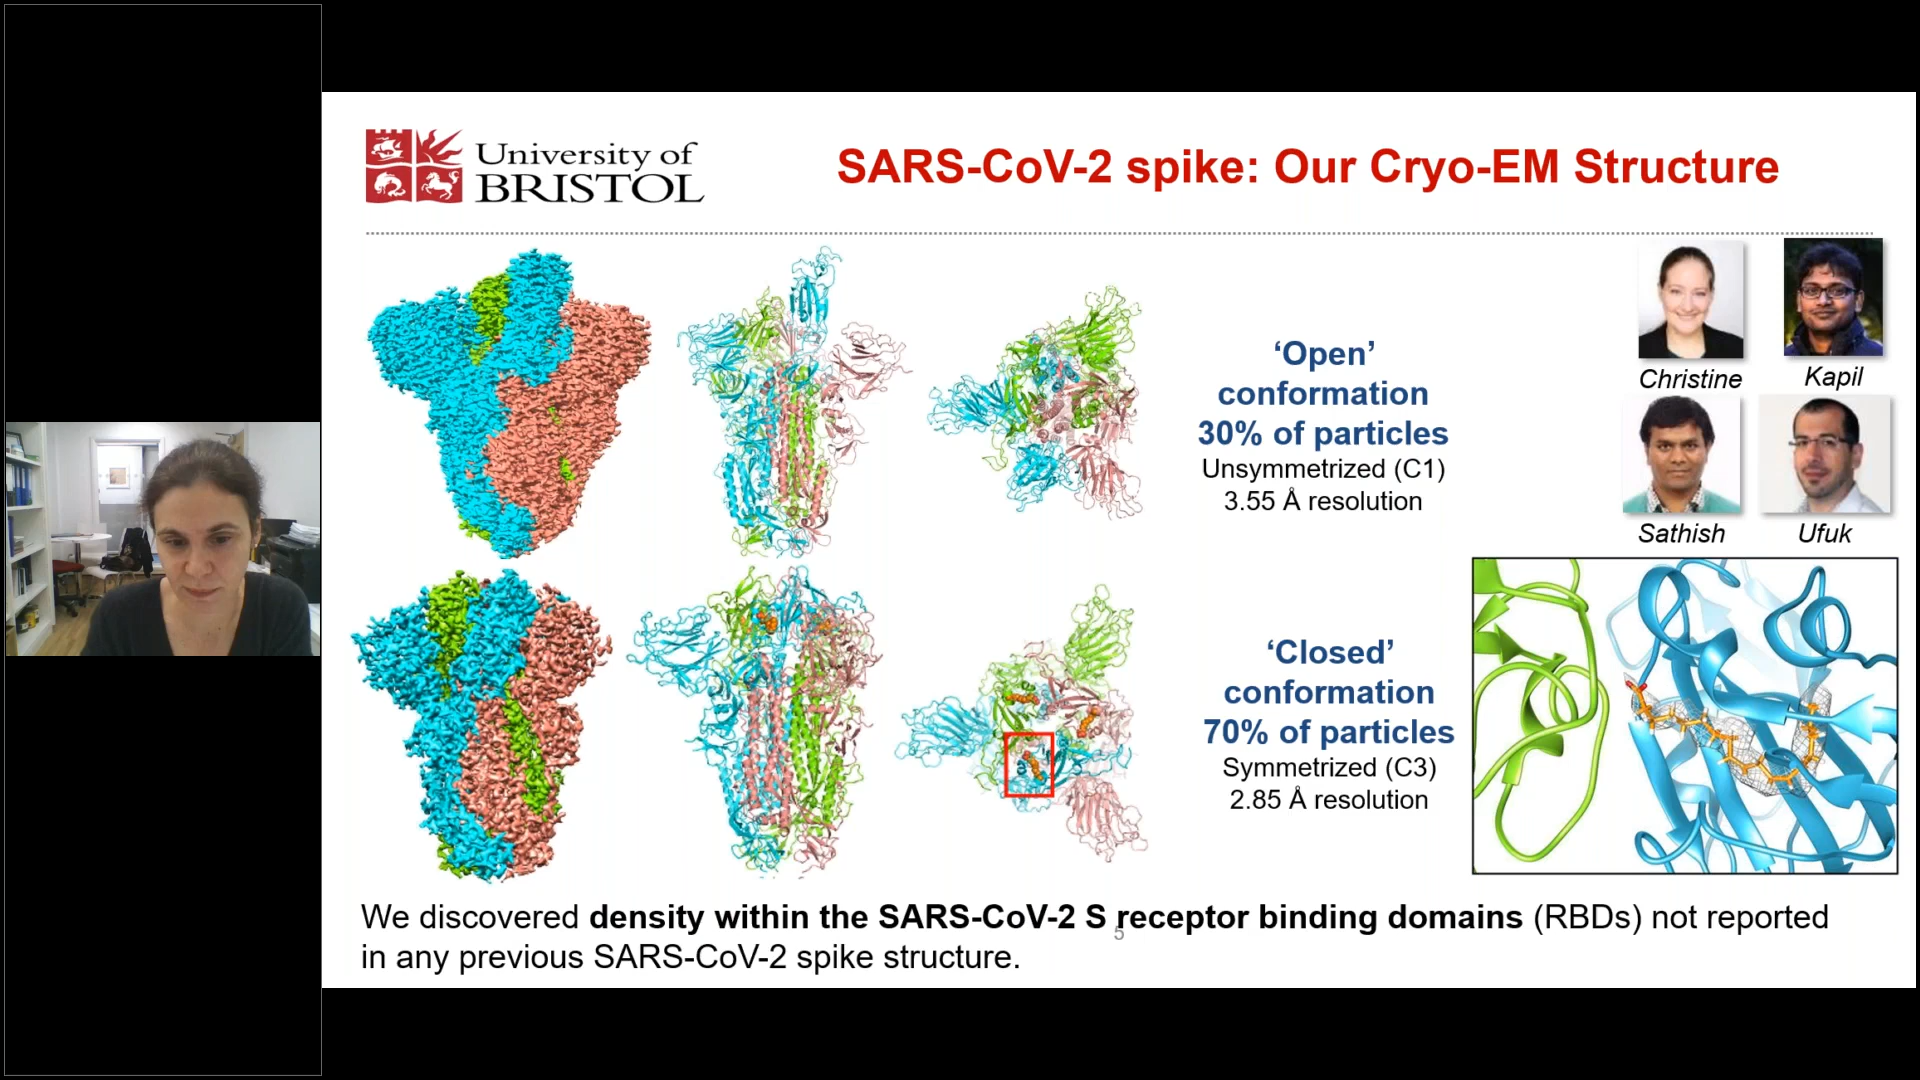 University of
BRISTOL
SARS-CoV-2 spike: Our Cryo-EM Structure
‘Open’
conformation
30% of particles
Unsymmetrized (C1)
3.55 Å resolution
Christine
Kapil
Sathish
Ufuk
‘Closed’
conformation
70% of particles
Symmetrized (C3)
2.85 Å resolution
We discovered density within the SARS-CoV-2 S receptor binding domains (RBDs) not reported
in any previous SARS-CoV-2 spike structure.
5